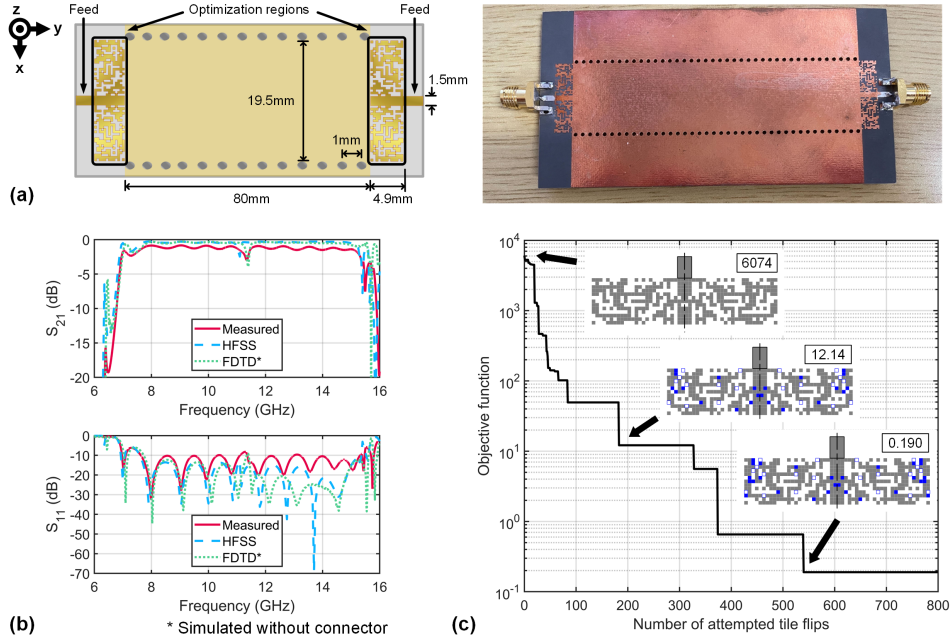 z
y
x
Feed
Optimization regions
Feed
1.5mm
19.5mm
1mm
80mm
4.9mm
(a)
0
-5
-10
-15
-20
S21 (dB)
Measured
HFSS
FDTD*
6 8 10 12 14 16
Frequency (GHz)
0
-10
-20
-30
-40
-50
-60
-70
S11 (dB)
Measured
HFSS
FDTD*
6 8 10 12 14 16
Frequency (GHz)
(b)
* Simulated without connector
10^4
10^3
10^2
10^1
10^0
10^-1
Objective function
6074
12.14
0.190
0 100 200 300 400 500 600 700 800
Number of attempted tile flips
(c)